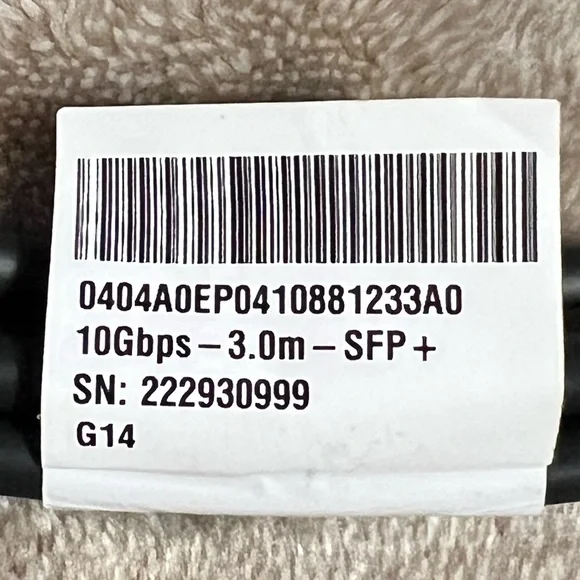 0404A0EP0410881233A0
10Gbps – 3.0m – SFP+
SN: 222930999
G14